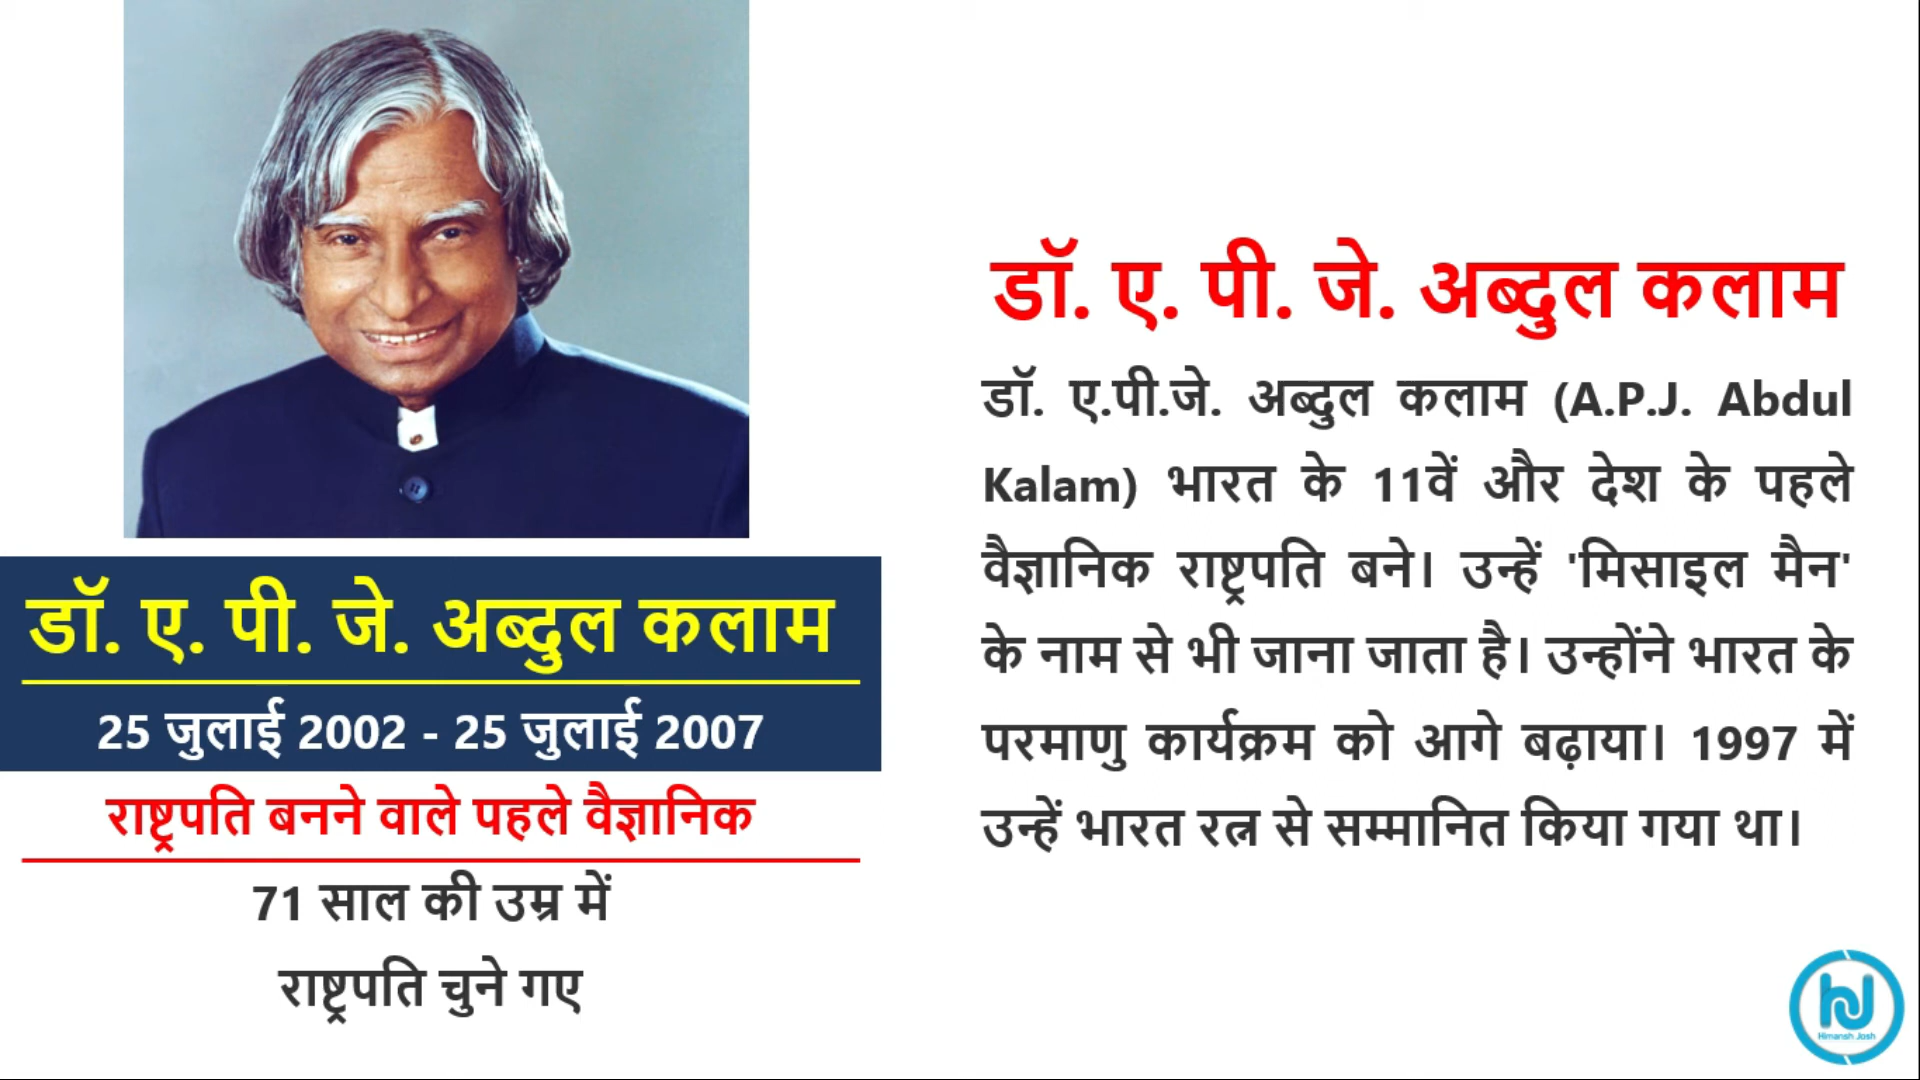 डॉ. ए. पी. जे. अब्दुल कलाम
25 जुलाई 2002 - 25 जुलाई 2007
राष्ट्रपति बनने वाले पहले वैज्ञानिक
71 साल की उम्र में
राष्ट्रपति चुने गए
डॉ. ए. पी. जे. अब्दुल कलाम
डॉ. ए.पी.जे. अब्दुल कलाम (A.P.J. Abdul
Kalam) भारत के 11वें और देश के पहले
वैज्ञानिक राष्ट्रपति बने। उन्हें 'मिसाइल मैन'
के नाम से भी जाना जाता है। उन्होंने भारत के
परमाणु कार्यक्रम को आगे बढ़ाया। 1997 में
उन्हें भारत रत्न से सम्मानित किया गया था।
Himansh Josh